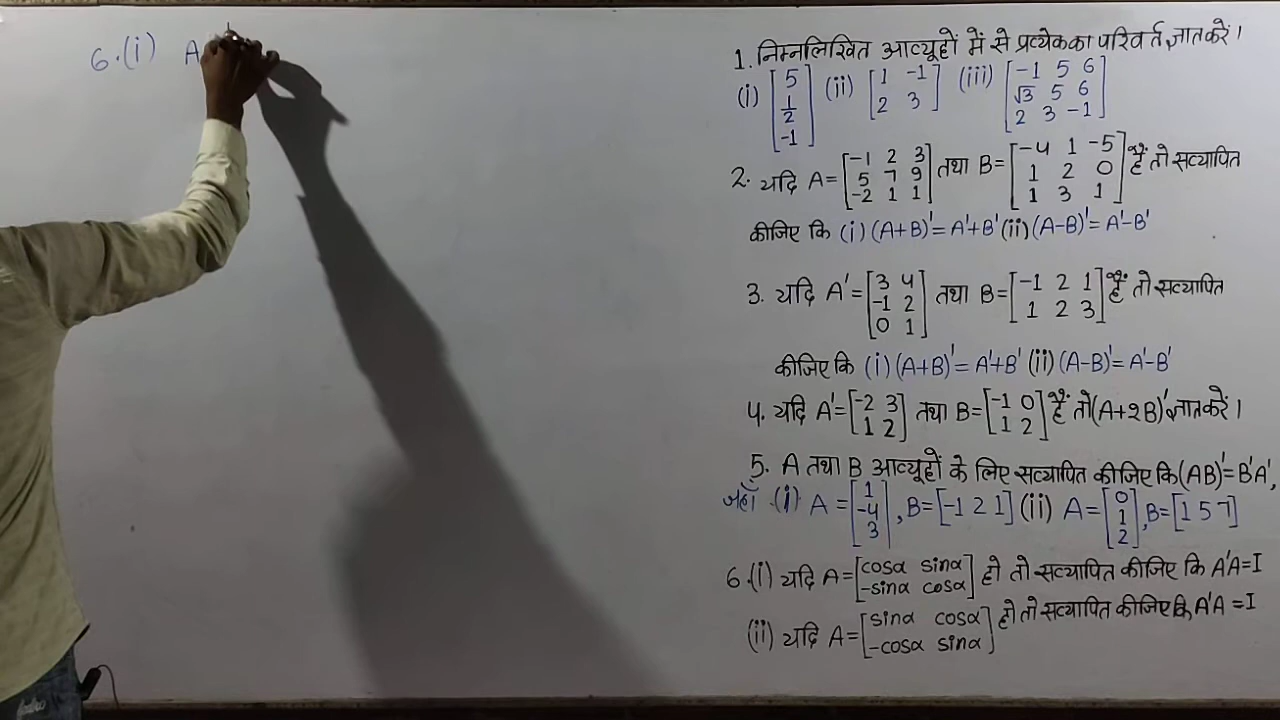 6.(i) A
1. निम्नलिखित आव्यूहों में से प्रत्येक का परिवर्त ज्ञात करें।
(i) [5 1/2 -1] (ii) [1 -1 2 3] (iii) [-1 5 6 √3 5 6 2 3 -1]
2. यदि A=[-1 2 3 5 7 9 -2 1 1] तथा B=[-4 1 -5 1 2 0 1 3 1] हैं तो सत्यापित
कीजिए कि (i) (A+B)'=A'+B' (ii) (A-B)'=A'-B'
3. यदि A'=[3 4 -1 2 0 1] तथा B=[-1 2 1 1 2 3] हैं तो सत्यापित
कीजिए कि (i) (A+B)'=A'+B' (ii) (A-B)'=A'-B'
4. यदि A'=[-2 3 1 2] तथा B=[-1 0 1 2] हैं तो (A+2B)' ज्ञात करें।
5. A तथा B आव्यूहों के लिए सत्यापित कीजिए कि (AB)'=B'A',
जहाँ (i) A=[1 -4 3], B=[-1 2 1] (ii) A=[0 1 2], B=[1 5 7]
6.(i) यदि A=[cosα sinα -sinα cosα] हो तो सत्यापित कीजिए कि A'A=I
(ii) यदि A=[sinα cosα -cosα sinα] हो तो सत्यापित कीजिए कि A'A=I